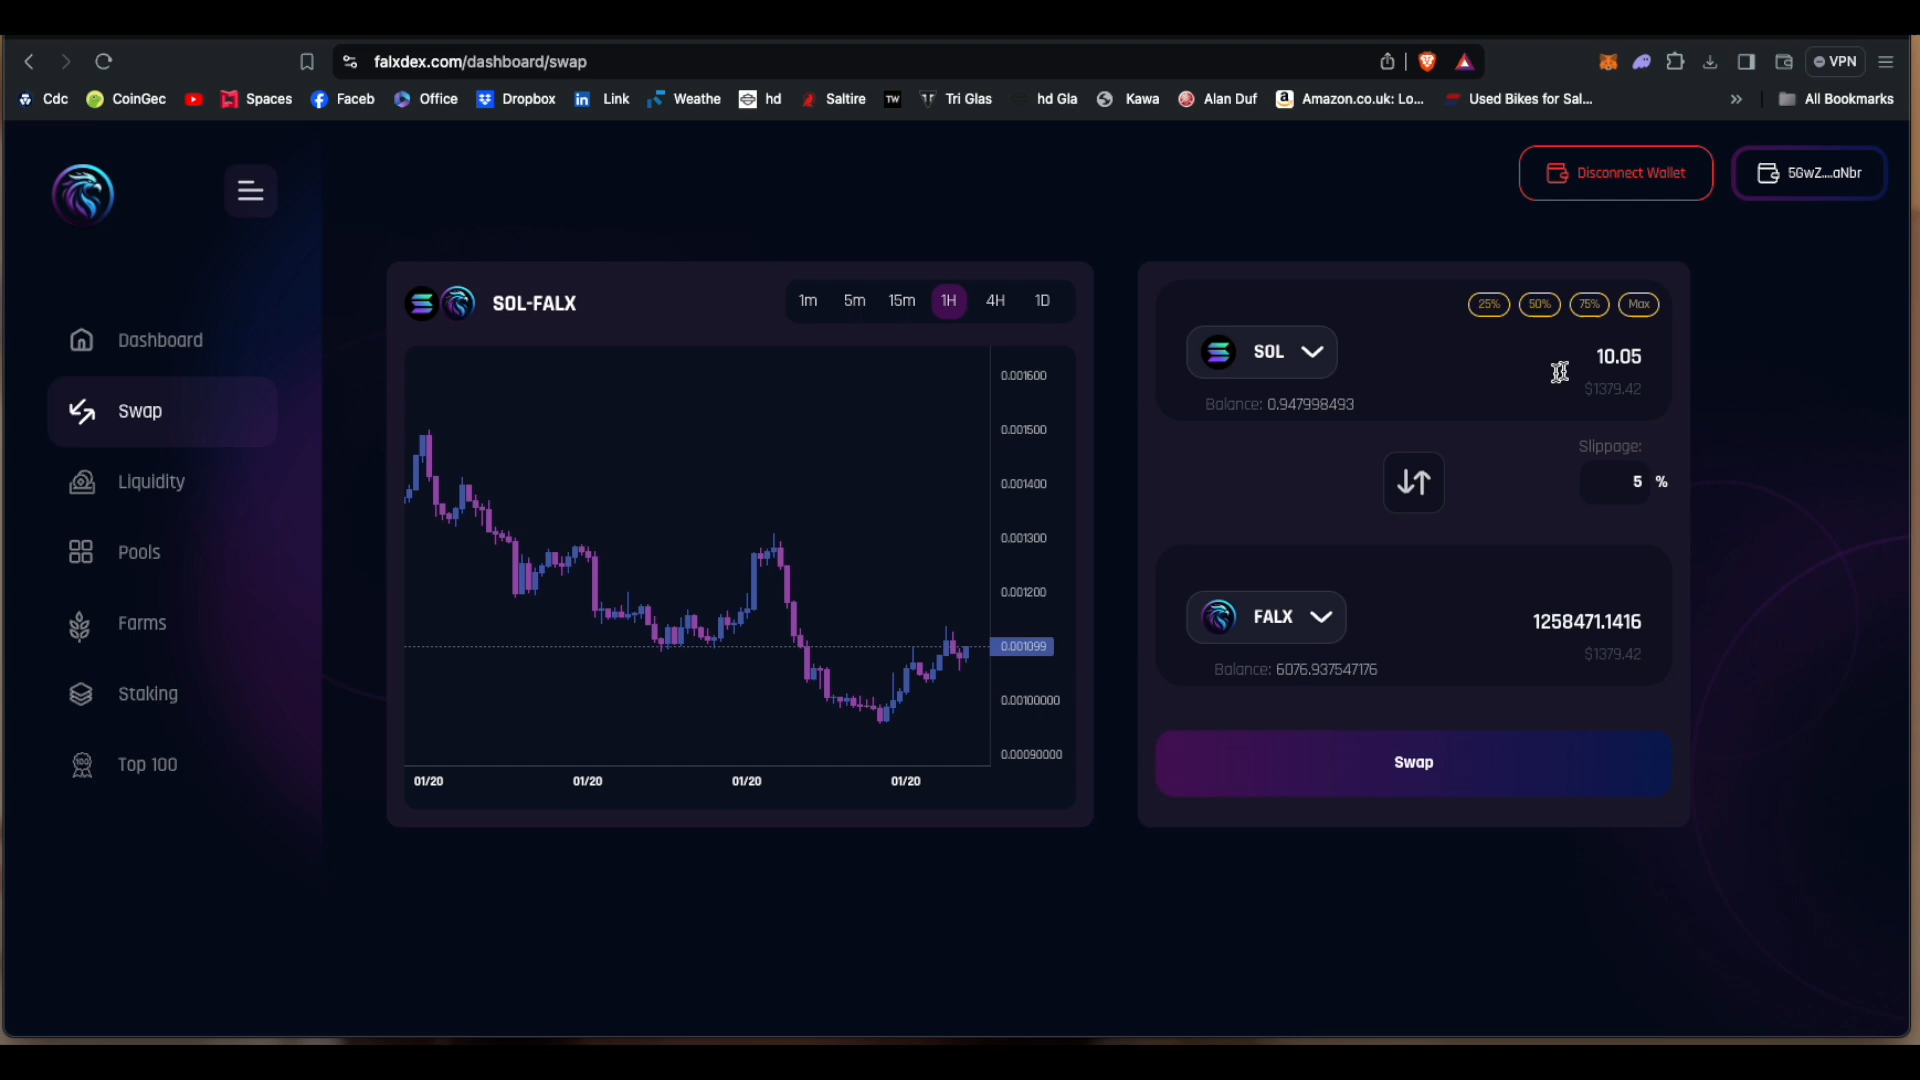 falxdex.com/dashboard/swap
VPN
Cdc
CoinGec
Spaces
Faceb
Office
Dropbox
Link
Weathe
hd
Saltire
TW
Tri Glas
hd Gla
Kawa
Alan Duf
Amazon.co.uk: Lo...
Used Bikes for Sal...
»
All Bookmarks
Disconnect Wallet
5GwZ....aNbr
Dashboard
Swap
Liquidity
Pools
Farms
Staking
Top 100
SOL-FALX
1m 5m 15m 1H 4H 1D
0.001600
0.001500
0.001400
0.001300
0.001200
0.001099
0.00100000
0.00090000
01/20 01/20 01/20 01/20
25% 50% 75% Max
SOL
10.05
$1379.42
Balance: 0.947998493
Slippage:
5 %
FALX
1258471.1416
$1379.42
Balance: 6076.937547176
Swap